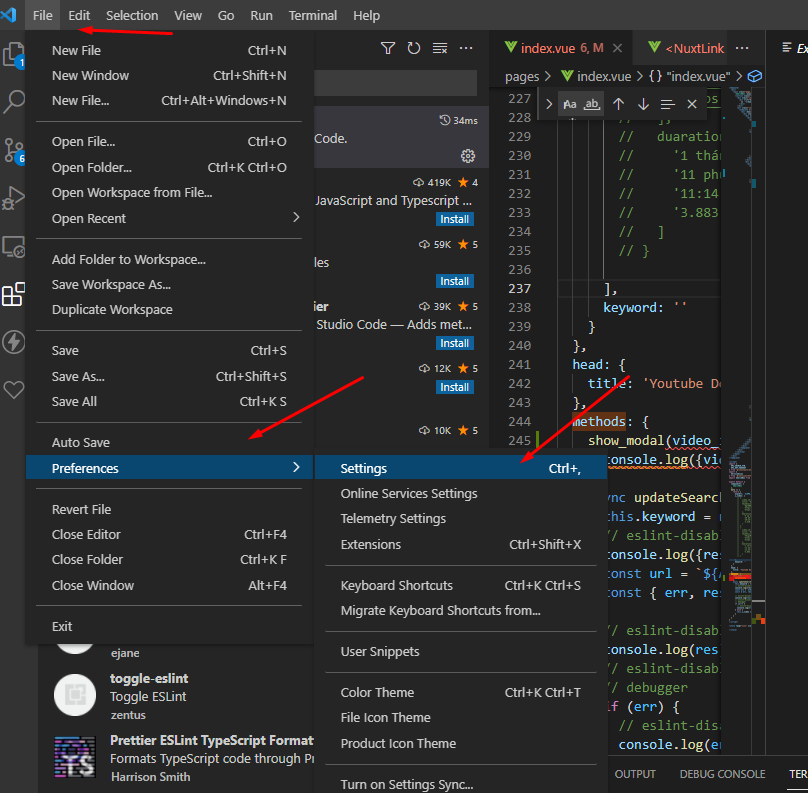 File Edit Selection View Go Run Terminal Help
New File Ctrl+N
New Window Ctrl+Shift+N
New File... Ctrl+Alt+Windows+N
Open File... Ctrl+O
Open Folder... Ctrl+K Ctrl+O
Open Workspace from File...
Open Recent
Add Folder to Workspace...
Save Workspace As...
Duplicate Workspace
Save Ctrl+S
Save As... Ctrl+Shift+S
Save All Ctrl+K S
Auto Save
Preferences
Revert File
Close Editor Ctrl+F4
Close Folder Ctrl+K F
Close Window Alt+F4
Exit
Settings Ctrl+,
Online Services Settings
Telemetry Settings
Extensions Ctrl+Shift+X
Keyboard Shortcuts Ctrl+K Ctrl+S
Migrate Keyboard Shortcuts from...
User Snippets
Color Theme Ctrl+K Ctrl+T
File Icon Theme
Product Icon Theme
Turn on Settings Sync...
1
6
34ms
Code.
419K 4
JavaScript and Typescript ...
Install
59K 5
les
Install
ier 39K 5
Studio Code — Adds met...
Install
12K 5
Install
10K 5
ejane
toggle-eslint
Toggle ESLint
zentus
Prettier ESLint TypeScript Format
Formats TypeScript code through Pr
Harrison Smith
index.vue 6, M <NuxtLink ... Ex
pages > index.vue > {} "index.vue" >
Aa ab
227
228 // ],
229 // duaration
230 // '1 thán
231 // '11 phú
232 // '11:14
233 // '3.883
234 // ]
235 // }
236
237 ],
238 keyword: ''
239 }
240 },
241 head: {
242 title: 'Youtube Do
243 },
244 methods: {
245 show_modal(video_
console.log({vid
ync updateSearch
this.keyword =
// eslint-disab
console.log({res
const url = `${
const { err, res
// eslint-disab
console.log(res
// eslint-disab
// debugger
if (err) {
// eslint-disa
console.log(er
OUTPUT DEBUG CONSOLE TER